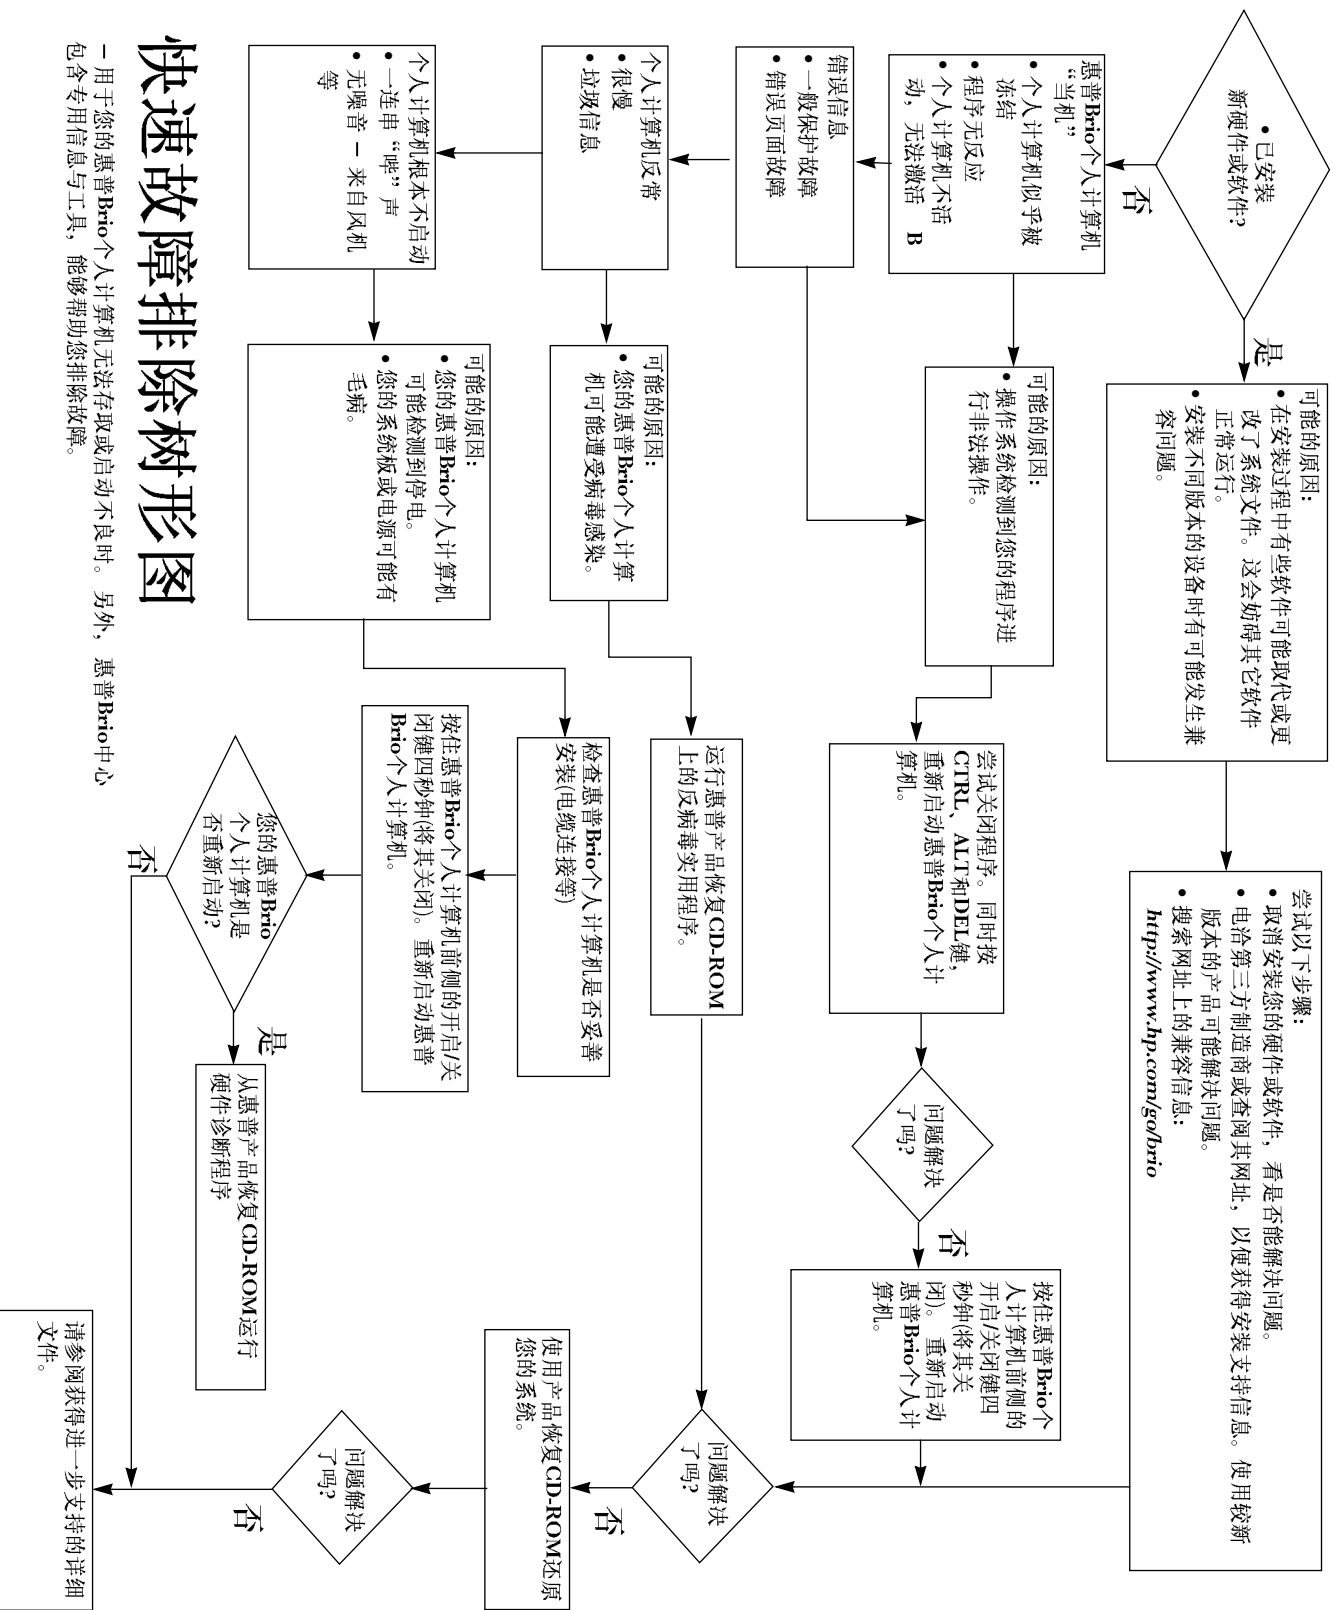 快速故障排除树形图
– 用于您的惠普Brio个人计算机无法存取或启动不良时。 另外， 惠普Brio中心
包含专用信息与工具，能够帮助您排除故障。
• 已安装
新硬件或软件?
是
否
可能的原因:
• 在安装过程中有些软件可能取代或更
改了系统文件。这会妨碍其它软件
正常运行。
• 安装不同版本的设备时有可能发生兼
容问题。
尝试以下步骤:
• 取消安装您的硬件或软件，看是否能解决问题。
• 电洽第三方制造商或查阅其网址，以便获得安装支持信息。使用较新
版本的产品可能解决问题。
• 搜索网址上的兼容信息:
http://www.hp.com/go/brio
惠普Brio个人计算机
“当机”
• 个人计算机似乎被
冻结
• 程序无反应
• 个人计算机不活
动，无法激活 B
可能的原因:
• 操作系统检测到您的程序进
行非法操作。
尝试关闭程序。同时按
CTRL、ALT和DEL键，
重新启动惠普Brio个人计
算机。
问题解决
了吗?
否
按住惠普Brio个
人计算机前侧的
开启/关闭键四
秒钟(将其关
闭)。 重新启动
惠普Brio个人计
算机。
错误信息
• 一般保护故障
• 错误页面故障
个人计算机反常
• 很慢
• 垃圾信息
可能的原因:
• 您的惠普Brio个人计算
机可能遭受病毒感染。
运行惠普产品恢复CD-ROM
上的反病毒实用程序。
问题解决
了吗?
否
个人计算机根本不启动
• 一连串“哔”声
• 无噪音 – 来自风机
等
可能的原因:
• 您的惠普Brio个人计算机
可能检测到停电。
• 您的系统板或电源可能有
毛病。
检查惠普Brio个人计算机是否妥善
安装(电缆连接等)
使用产品恢复CD-ROM还原
您的系统。
按住惠普Brio个人计算机前侧的开启/关
闭键四秒钟(将其关闭)。 重新启动惠普
Brio个人计算机。
问题解决
了吗?
否
您的惠普Brio
个人计算机是
否重新启动?
是
否
从惠普产品恢复CD-ROM运行
硬件诊断程序
请参阅获得进一步支持的详细
文件。